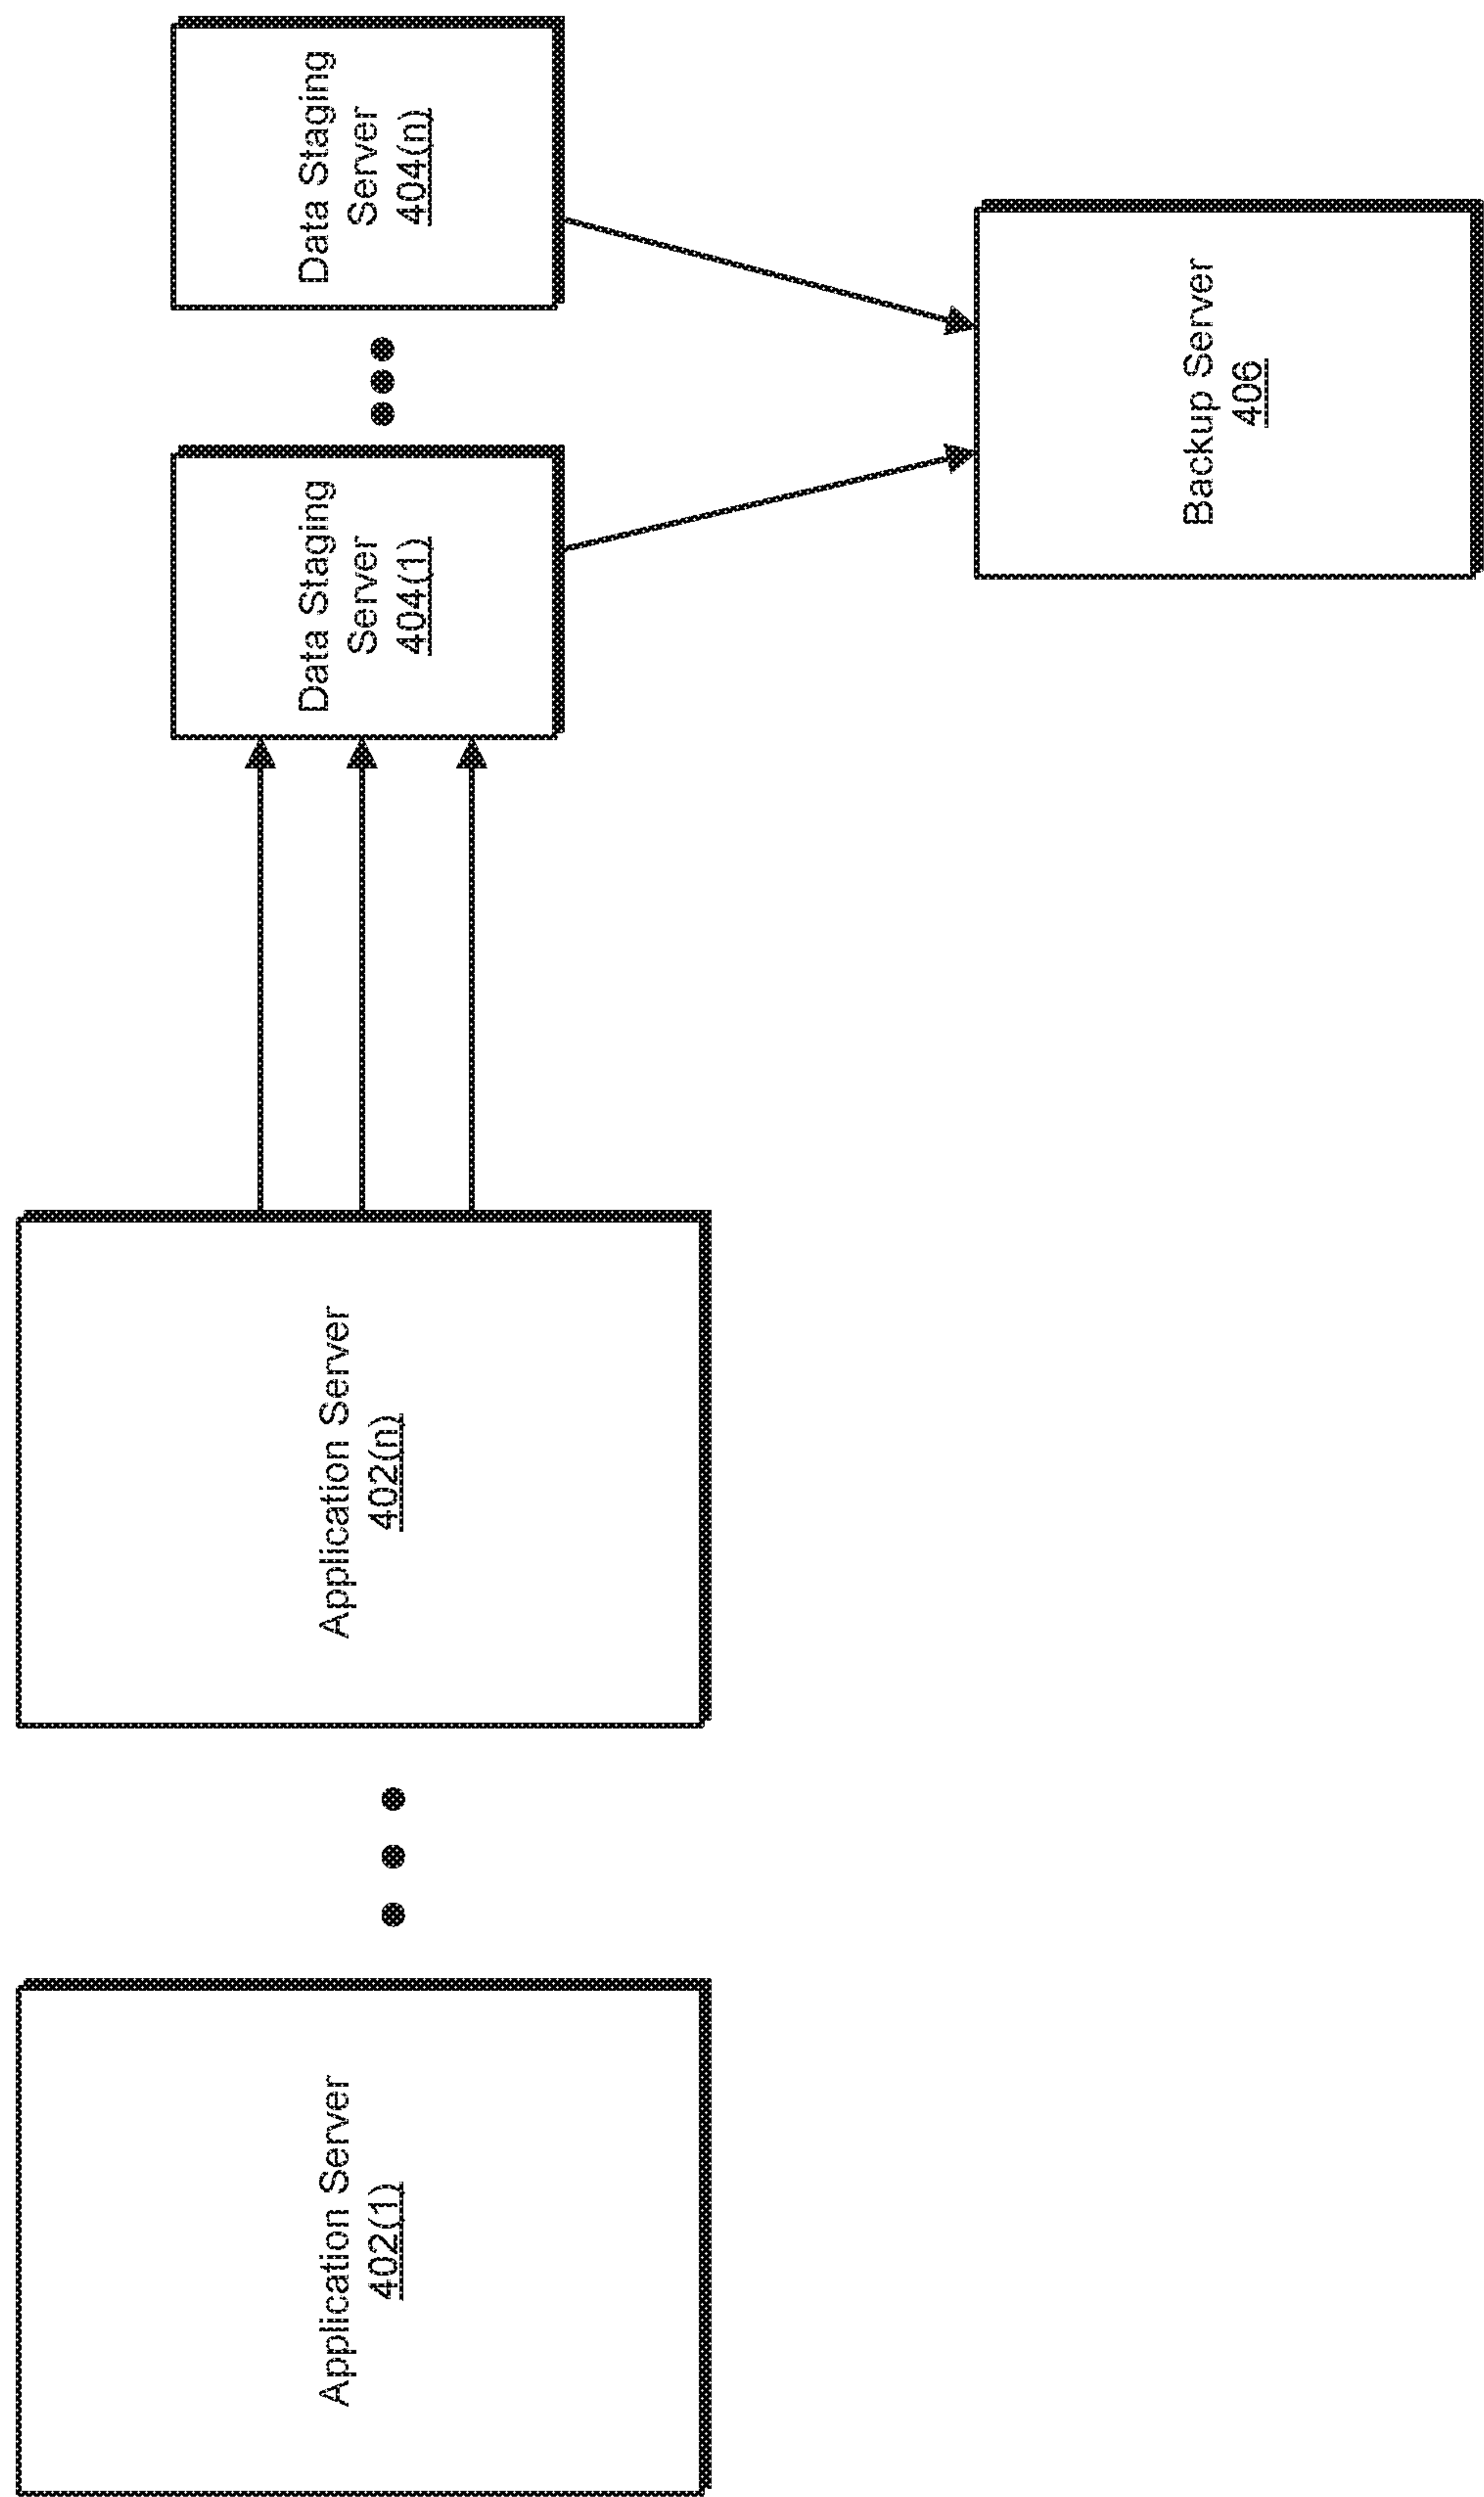 Application Server
402(1)
Application Server
402(n)
Data Staging
Server
404(1)
Data Staging
Server
404(n)
Backup Server
406